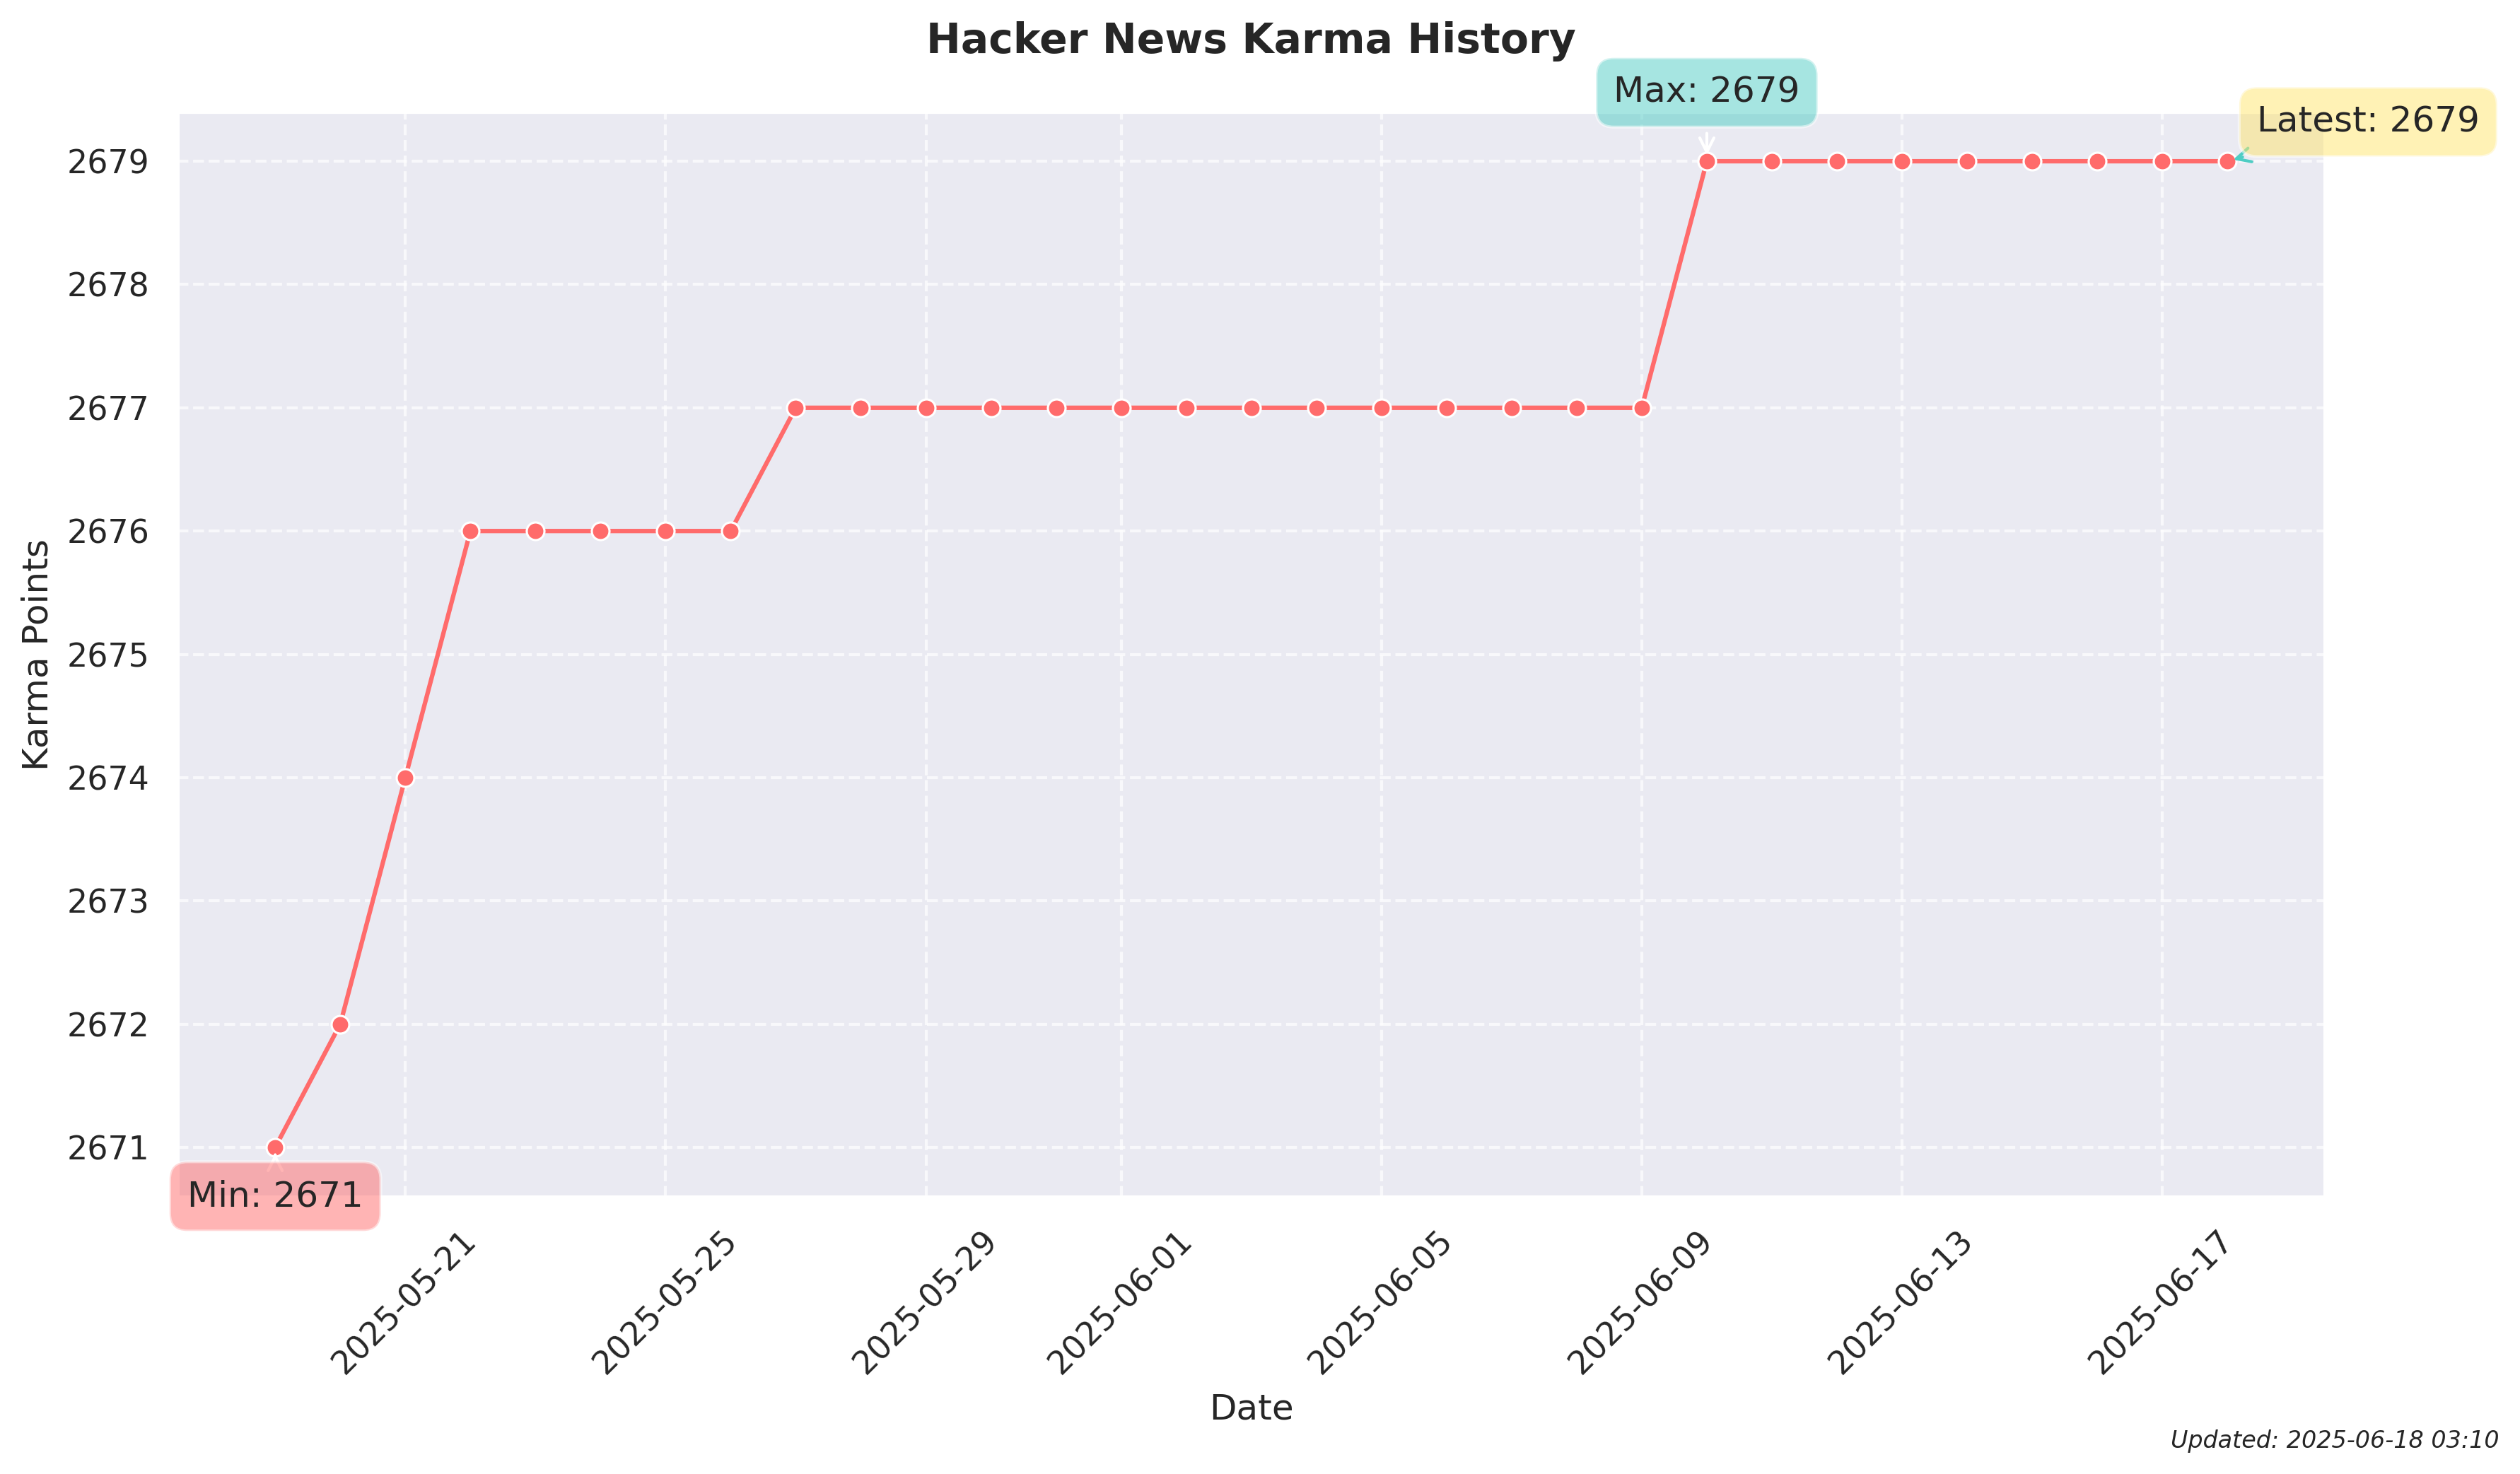 Hacker News Karma History
Max: 2679
Latest: 2679
2679
2678
2677
2676
2675
2674
2673
2672
2671
Karma Points
Min: 2671
2025-05-21
2025-05-25
2025-05-29
2025-06-01
2025-06-05
2025-06-09
2025-06-13
2025-06-17
Date
Updated: 2025-06-18 03:10